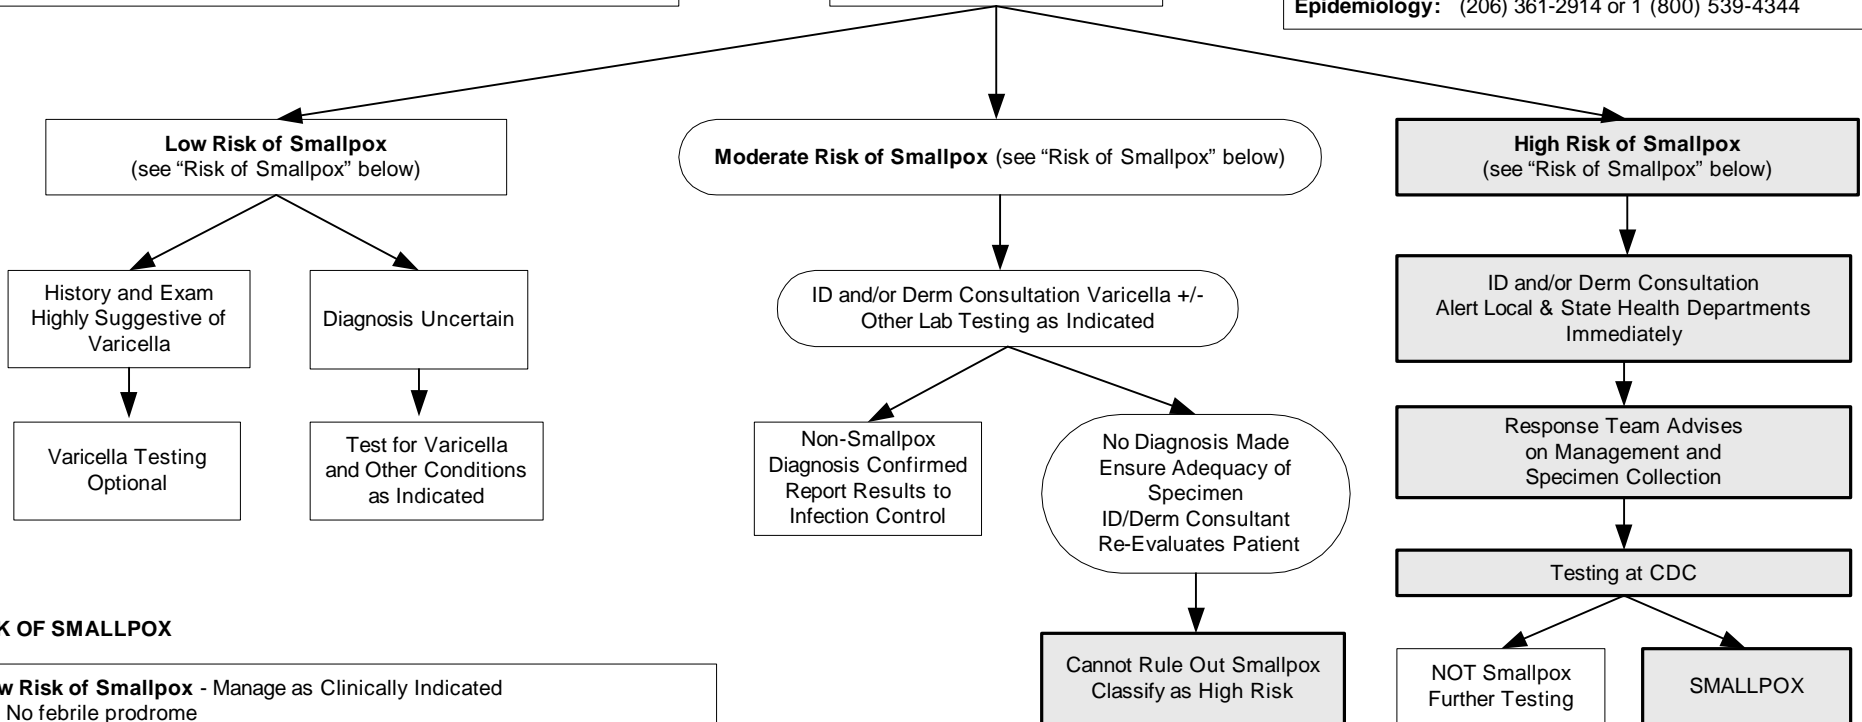 Epidemiology: (206) 361-2914 or 1 (800) 539-4344
Low Risk of Smallpox
(see “Risk of Smallpox” below)
Moderate Risk of Smallpox (see “Risk of Smallpox” below)
High Risk of Smallpox
(see “Risk of Smallpox” below)
History and Exam
Highly Suggestive of
Varicella
Diagnosis Uncertain
ID and/or Derm Consultation Varicella +/-
Other Lab Testing as Indicated
ID and/or Derm Consultation
Alert Local & State Health Departments
Immediately
Varicella Testing
Optional
Test for Varicella
and Other Conditions
as Indicated
Non-Smallpox
Diagnosis Confirmed
Report Results to
Infection Control
No Diagnosis Made
Ensure Adequacy of
Specimen
ID/Derm Consultant
Re-Evaluates Patient
Response Team Advises
on Management and
Specimen Collection
Testing at CDC
Cannot Rule Out Smallpox
Classify as High Risk
NOT Smallpox
Further Testing
SMALLPOX
K OF SMALLPOX
w Risk of Smallpox - Manage as Clinically Indicated
No febrile prodrome